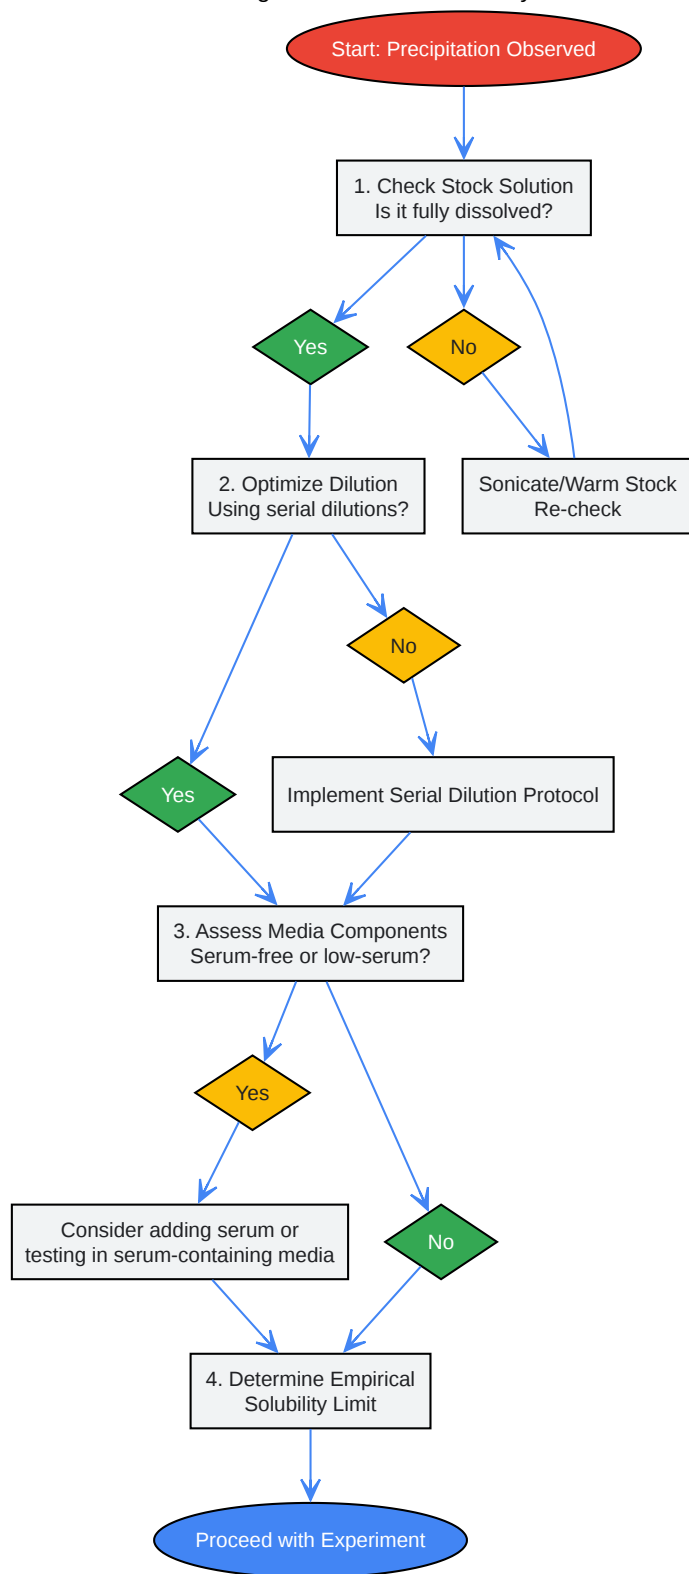 Start: Precipitation Observed
1. Check Stock Solution
Is it fully dissolved?
Yes
No
2. Optimize Dilution
Using serial dilutions?
Sonicate/Warm Stock
Re-check
No
Yes
Implement Serial Dilution Protocol
3. Assess Media Components
Serum-free or low-serum?
Yes
Consider adding serum or
testing in serum-containing media
No
4. Determine Empirical
Solubility Limit
Proceed with Experiment